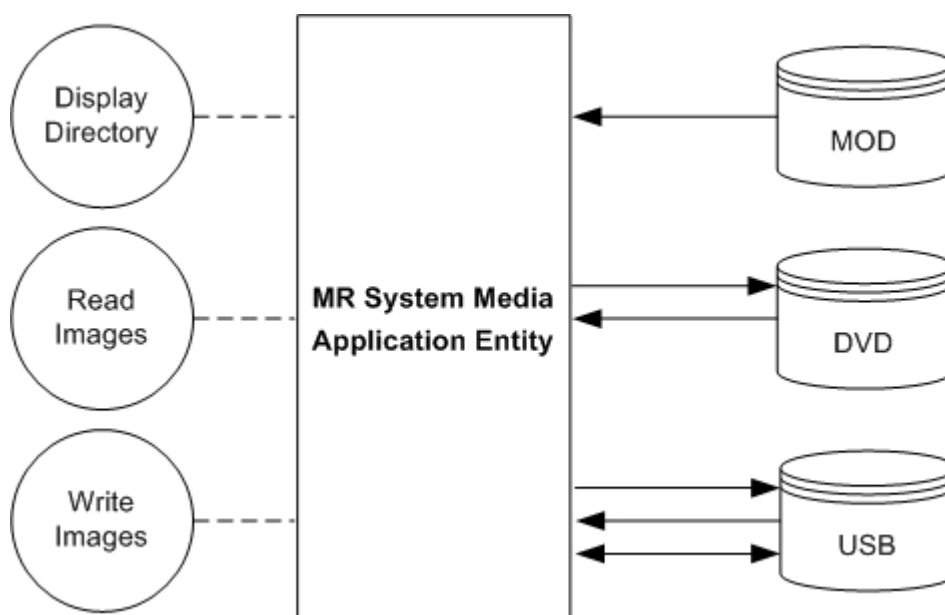 Display
Directory
MOD
Read
Images
MR System Media
Application Entity
DVD
Write
Images
USB